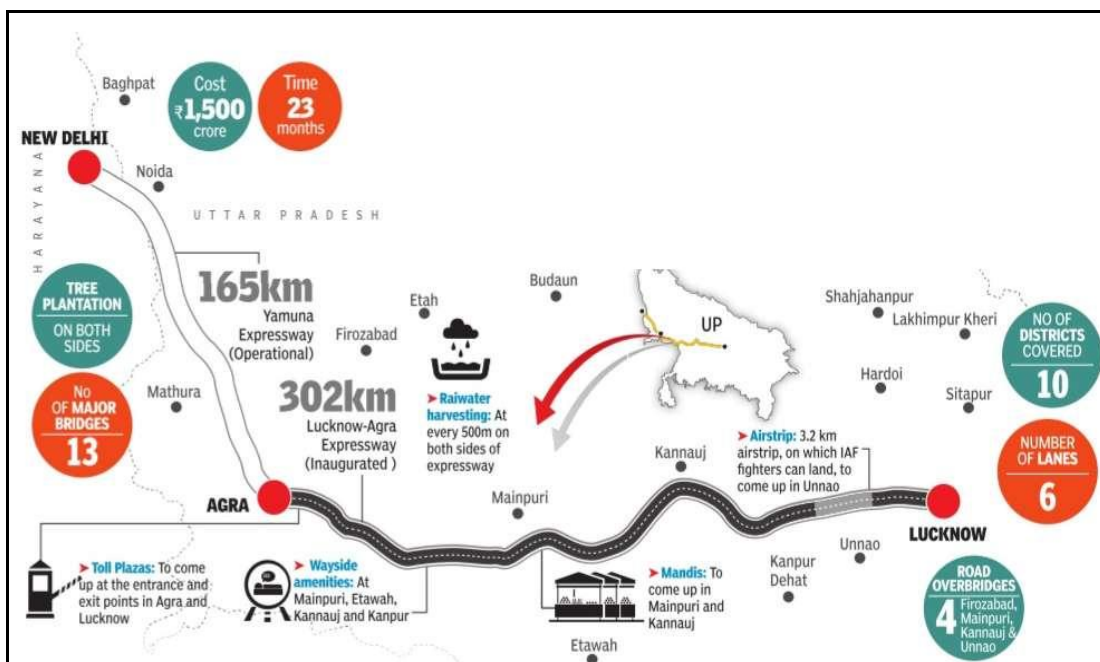 Baghpat
Cost
₹1,500
crore
Time
23
months
NEW DELHI
Noida
HARAYANA
UTTAR PRADESH
TREE
PLANTATION
ON BOTH
SIDES
165km
Yamuna
Expressway
(Operational)
Etah
Firozabad
Budaun
UP
Shahjahanpur
Lakhimpur Kheri
NO OF
DISTRICTS
COVERED
10
Hardoi
Sitapur
No
OF MAJOR
BRIDGES
13
Mathura
302km
Lucknow-Agra
Expressway
(Inaugurated )
Raiwater
harvesting: At
every 500m on
both sides of
expressway
Kannauj
Airstrip: 3.2 km
airstrip, on which IAF
fighters can land, to
come up in Unnao
NUMBER
OF LANES
6
AGRA
Mainpuri
LUCKNOW
Unnao
Kanpur
Dehat
Toll Plazas: To come
up at the entrance and
exit points in Agra and
Lucknow
Wayside
amenities: At
Mainpuri, Etawah,
Kannauj and Kanpur
Mandis: To
come up in
Mainpuri and
Kannauj
Etawah
ROAD
OVERBRIDGES
4 Firozabad,
Mainpuri,
Kannauj &
Unnao